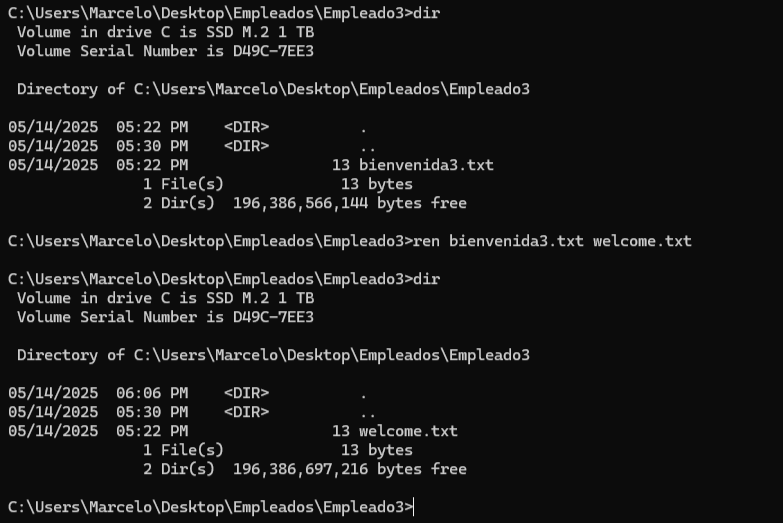 C:\Users\Marcelo\Desktop\Empleados\Empleado3>dir
Volume in drive C is SSD M.2 1 TB
Volume Serial Number is D49C-7EE3
Directory of C:\Users\Marcelo\Desktop\Empleados\Empleado3
05/14/2025  05:22 PM    <DIR>          .
05/14/2025  05:30 PM    <DIR>          ..
05/14/2025  05:22 PM                13 bienvenida3.txt
1 File(s)             13 bytes
2 Dir(s)  196,386,566,144 bytes free
C:\Users\Marcelo\Desktop\Empleados\Empleado3>ren bienvenida3.txt welcome.txt
C:\Users\Marcelo\Desktop\Empleados\Empleado3>dir
Volume in drive C is SSD M.2 1 TB
Volume Serial Number is D49C-7EE3
Directory of C:\Users\Marcelo\Desktop\Empleados\Empleado3
05/14/2025  06:06 PM    <DIR>          .
05/14/2025  05:30 PM    <DIR>          ..
05/14/2025  05:22 PM                13 welcome.txt
1 File(s)             13 bytes
2 Dir(s)  196,386,697,216 bytes free
C:\Users\Marcelo\Desktop\Empleados\Empleado3>